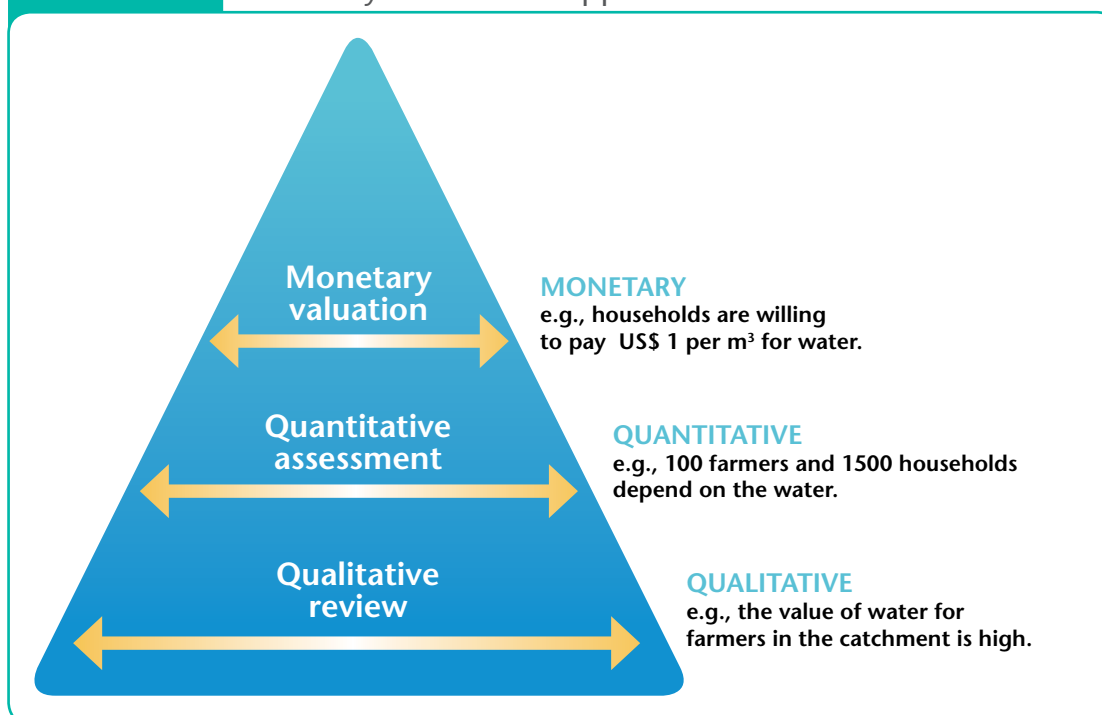 Monetary
valuation
MONETARY
e.g., households are willing
to pay US$ 1 per m³ for water.
Quantitative
assessment
QUANTITATIVE
e.g., 100 farmers and 1500 households
depend on the water.
Qualitative
review
QUALITATIVE
e.g., the value of water for
farmers in the catchment is high.